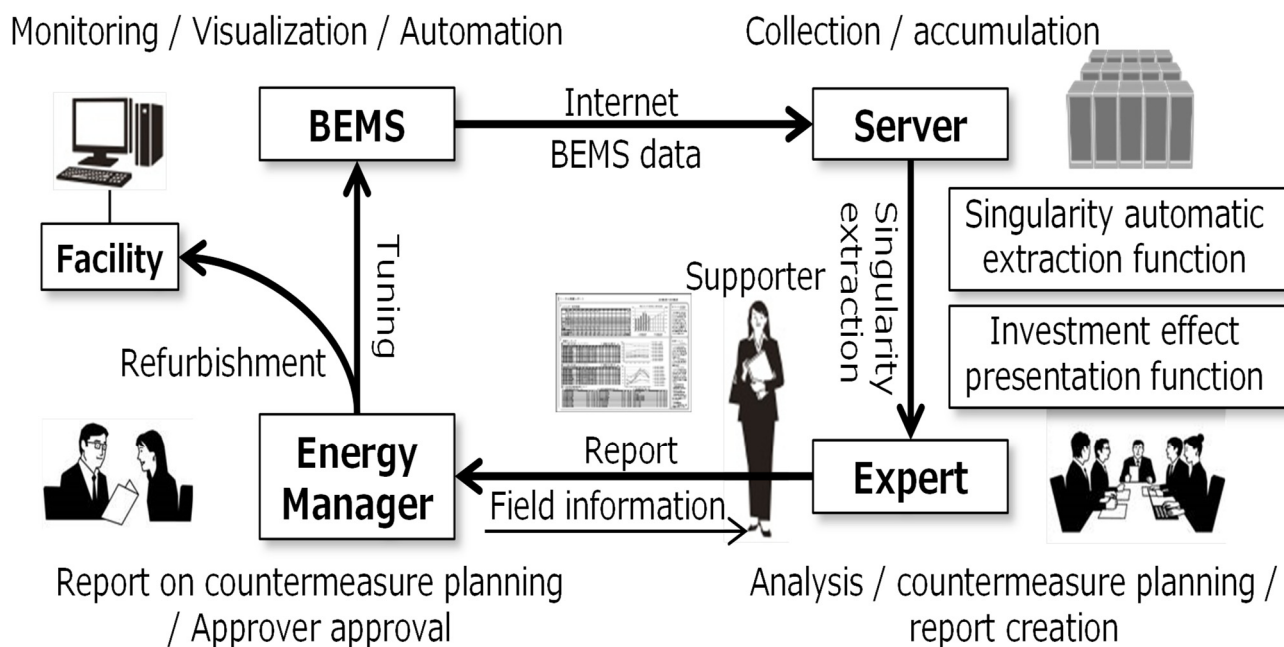 Monitoring / Visualization / Automation
Collection / accumulation
BEMS
Internet
BEMS data
Server
Facility
Tuning
Singularity
extraction
Singularity automatic
extraction function
Supporter
Refurbishment
Investment effect
presentation function
Energy
Manager
Report
Field information
Expert
Report on countermeasure planning
/ Approver approval
Analysis / countermeasure planning /
report creation